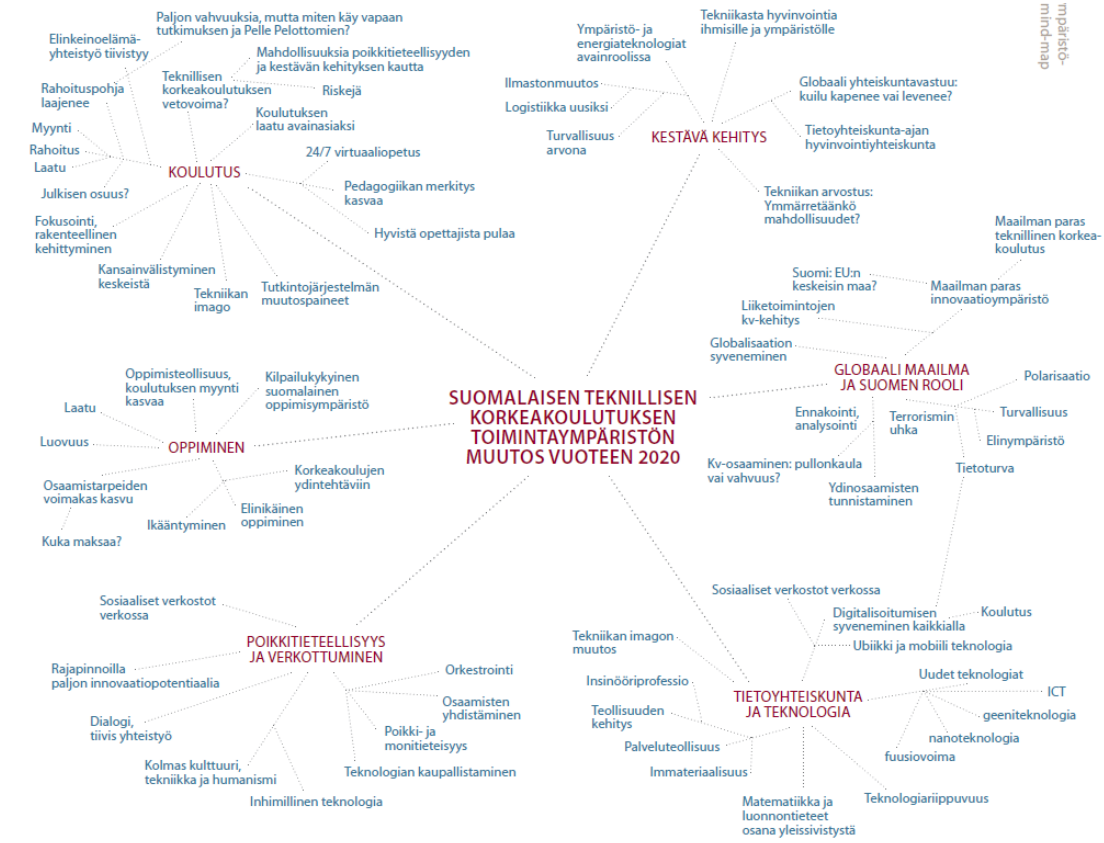 mpäristö-
mind-map
Paljon vahvuuksia, mutta miten käy vapaan
tutkimuksen ja Pelle Pelottomien?
Elinkeinoelämä-
yhteistyö tiivistyy
Mahdollisuuksia poikkitieteellisyyden
ja kestävän kehityksen kautta
Teknillisen
korkeakoulutuksen
vetovoima?
Riskejä
Rahoituspohja
laajenee
Koulutuksen
laatu avainasiaksi
Myynti
Rahoitus
Laatu
Julkisen osuus?
KOULUTUS
24/7 virtuaaliopetus
Pedagogiikan merkitys
kasvaa
Hyvistä opettajista pulaa
Fokusointi,
rakenteellinen
kehittyminen
Kansainvälistyminen
keskeistä
Tekniikan
imago
Tutkintojärjestelmän
muutospaineet
Tekniikasta hyvinvointia
ihmisille ja ympäristölle
Ympäristö- ja
energiateknologiat
avainroolissa
Ilmastonmuutos
Logistiikka uusiksi
Turvallisuus
arvona
KESTÄVÄ KEHITYS
Globaali yhteiskuntavastuu:
kuilu kapenee vai levenee?
Tietoyhteiskunta-ajan
hyvinvointiyhteiskunta
Tekniikan arvostus:
Ymmärretäänkö
mahdollisuudet?
Maailman paras
teknillinen korkea-
koulutus
Suomi: EU:n
keskeisin maa?
Maailman paras
innovaatioympäristö
Liiketoimintojen
kv-kehitys
Globalisaation
syveneminen
GLOBAALI MAAILMA
JA SUOMEN ROOLI
Polarisaatio
Turvallisuus
Elinympäristö
Tietoturva
Ennakointi,
analysointi
Terrorismin
uhka
Kv-osaaminen: pullonkaula
vai vahvuus?
Ydinosaamisten
tunnistaminen
SUOMALAISEN TEKNILLISEN
KORKEAKOULUTUKSEN
TOIMINTAYMPÄRISTÖN
MUUTOS VUOTEEN 2020
Oppimisteollisuus,
koulutuksen myynti
kasvaa
Kilpailukykyinen
suomalainen
oppimisympäristö
Laatu
Luovuus
OPPIMINEN
Osaamistarpeiden
voimakas kasvu
Kuka maksaa?
Ikääntyminen
Elinikäinen
oppiminen
Korkeakoulujen
ydintehtäviin
Sosiaaliset verkostot
verkossa
POIKKITIETEELLISYYS
JA VERKOTTUMINEN
Rajapinnoilla
paljon innovaatiopotentiaalia
Dialogi,
tiivis yhteistyö
Kolmas kulttuuri,
tekniikka ja humanismi
Inhimillinen teknologia
Orkestrointi
Osaamisten
yhdistäminen
Poikki- ja
monitieteisyys
Teknologian kaupallistaminen
Sosiaaliset verkostot verkossa
Digitalisoitumisen
syveneminen kaikkialla
Koulutus
Ubiikki ja mobiili teknologia
Tekniikan imagon
muutos
Insinööriprofessio
Teollisuuden
kehitys
Palveluteollisuus
Immateriaalisuus
TIETOYHTEISKUNTA
JA TEKNOLOGIA
Uudet teknologiat
ICT
geeniteknologia
nanoteknologia
fuusiovoima
Teknologiariippuvuus
Matematiikka ja
luonnontieteet
osana yleissivistystä